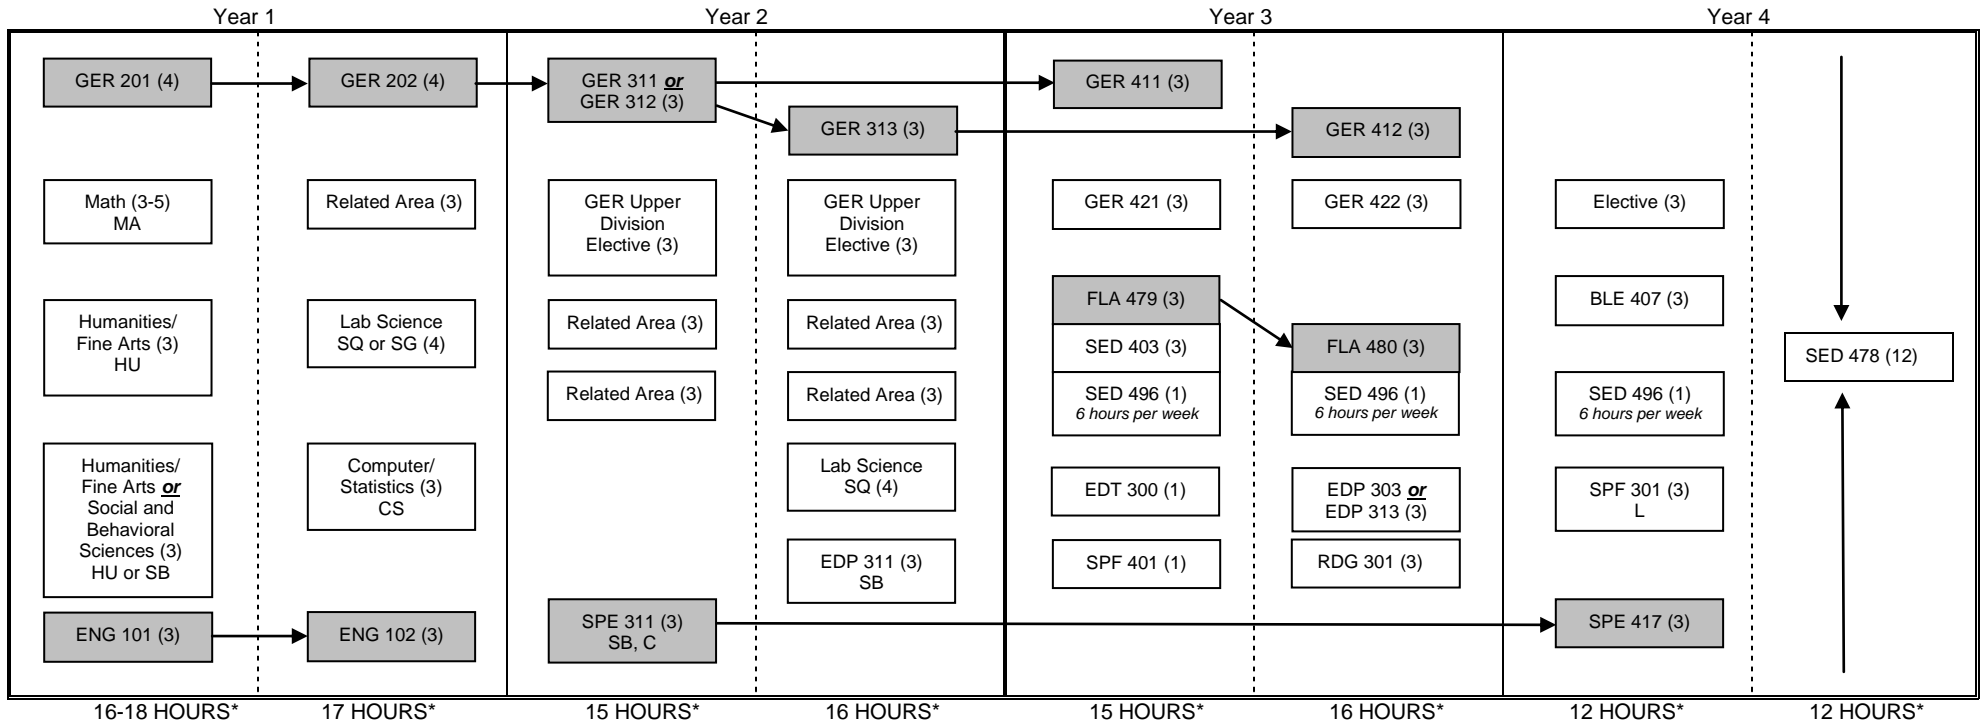 Year 1
Year 2
Year 3
Year 4
GER 201 (4)
Math (3-5)
MA
Humanities/
Fine Arts (3)
HU
Humanities/
Fine Arts or
Social and
Behavioral
Sciences (3)
HU or SB
ENG 101 (3)
16-18 HOURS*
GER 202 (4)
Related Area (3)
Lab Science
SQ or SG (4)
Computer/
Statistics (3)
CS
ENG 102 (3)
17 HOURS*
GER 311 or
GER 312 (3)
GER Upper
Division
Elective (3)
Related Area (3)
Related Area (3)
SPE 311 (3)
SB, C
15 HOURS*
GER 313 (3)
GER Upper
Division
Elective (3)
Related Area (3)
Related Area (3)
Lab Science
SQ (4)
EDP 311 (3)
SB
16 HOURS*
GER 411 (3)
GER 421 (3)
FLA 479 (3)
SED 403 (3)
SED 496 (1)
6 hours per week
EDT 300 (1)
SPF 401 (1)
15 HOURS*
GER 412 (3)
GER 422 (3)
FLA 480 (3)
SED 496 (1)
6 hours per week
EDP 303 or
EDP 313 (3)
RDG 301 (3)
16 HOURS*
Elective (3)
BLE 407 (3)
SED 496 (1)
6 hours per week
SPF 301 (3)
L
SPE 417 (3)
12 HOURS*
SED 478 (12)
12 HOURS*